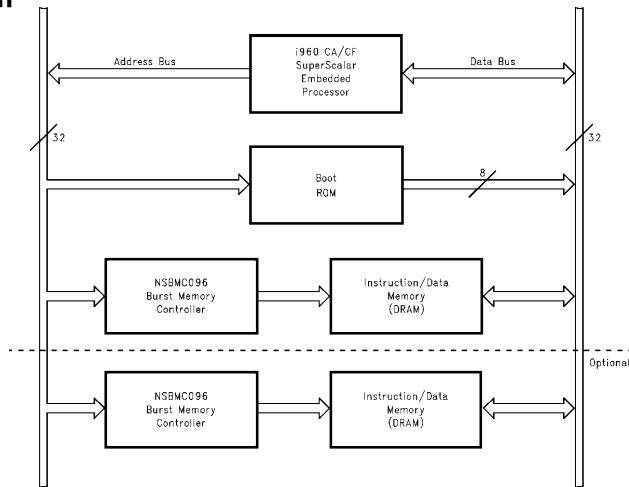 Address Bus
i960 CA/CF
SuperScalar
Embedded
Processor
Data Bus
32
32
Boot
ROM
8
NSBMC096
Burst Memory
Controller
Instruction/Data
Memory
(DRAM)
Optional
NSBMC096
Burst Memory
Controller
Instruction/Data
Memory
(DRAM)